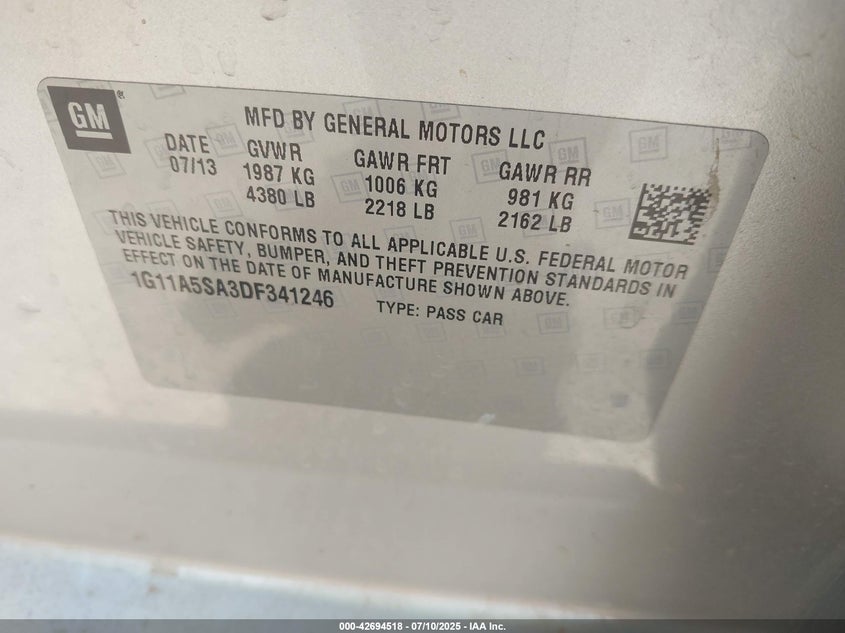 GM
MFD BY GENERAL MOTORS LLC
DATE GVWR GAWR FRT GAWR RR
07/13 1987 KG 1006 KG 981 KG
4380 LB 2218 LB 2162 LB
THIS VEHICLE CONFORMS TO ALL APPLICABLE U.S. FEDERAL MOTOR
VEHICLE SAFETY, BUMPER, AND THEFT PREVENTION STANDARDS IN
EFFECT ON THE DATE OF MANUFACTURE SHOWN ABOVE.
1G11A5SA3DF341246 TYPE: PASS CAR
000-42694518 - 07/10/2025 - IAA Inc.